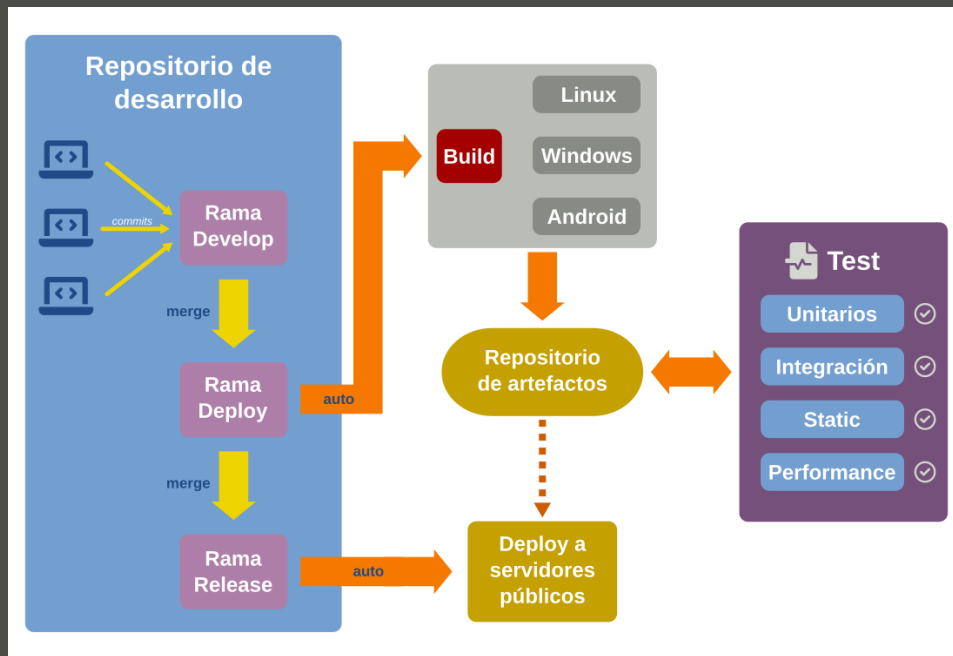 Repositorio de
desarrollo
commits
Rama
Develop
merge
Rama
Deploy
auto
merge
Rama
Release
auto
Build
Linux
Windows
Android
Repositorio
de artefactos
Deploy a
servidores
públicos
Test
Unitarios
Integración
Static
Performance